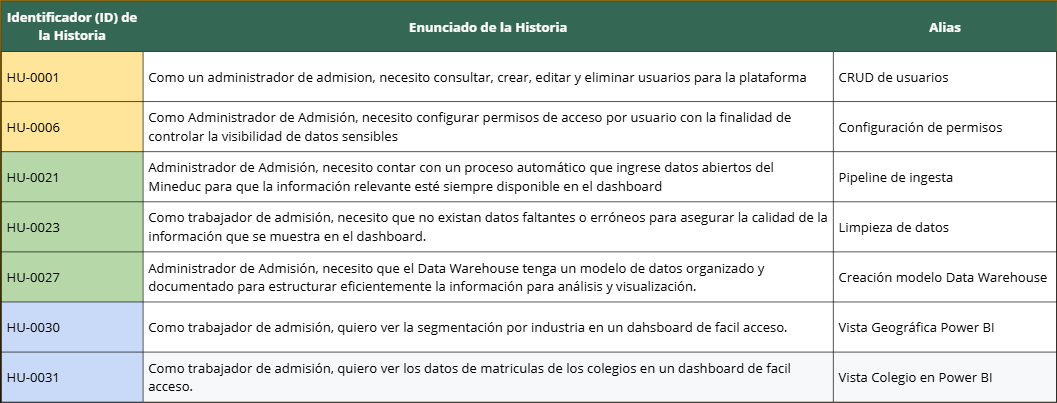 Identificador (ID) de
la Historia
Enunciado de la Historia
Alias
HU-0001
Como un administrador de admision, necesito consultar, crear, editar y eliminar usuarios para la plataforma
CRUD de usuarios
HU-0006
Como Administrador de Admisión, necesito configurar permisos de acceso por usuario con la finalidad de
controlar la visibilidad de datos sensibles
Configuración de permisos
HU-0021
Administrador de Admisión, necesito contar con un proceso automático que ingrese datos abiertos del
Mineduc para que la información relevante esté siempre disponible en el dashboard
Pipeline de ingesta
HU-0023
Como trabajador de admisión, necesito que no existan datos faltantes o erróneos para asegurar la calidad de la
información que se muestra en el dashboard.
Limpieza de datos
HU-0027
Administrador de Admisión, necesito que el Data Warehouse tenga un modelo de datos organizado y
documentado para estructurar eficientemente la información para análisis y visualización.
Creación modelo Data Warehouse
HU-0030
Como trabajador de admisión, quiero ver la segmentación por industria en un dahsboard de facil acceso.
Vista Geográfica Power BI
HU-0031
Como trabajador de admisión, quiero ver los datos de matriculas de los colegios en un dashboard de facil
acceso.
Vista Colegio en Power BI